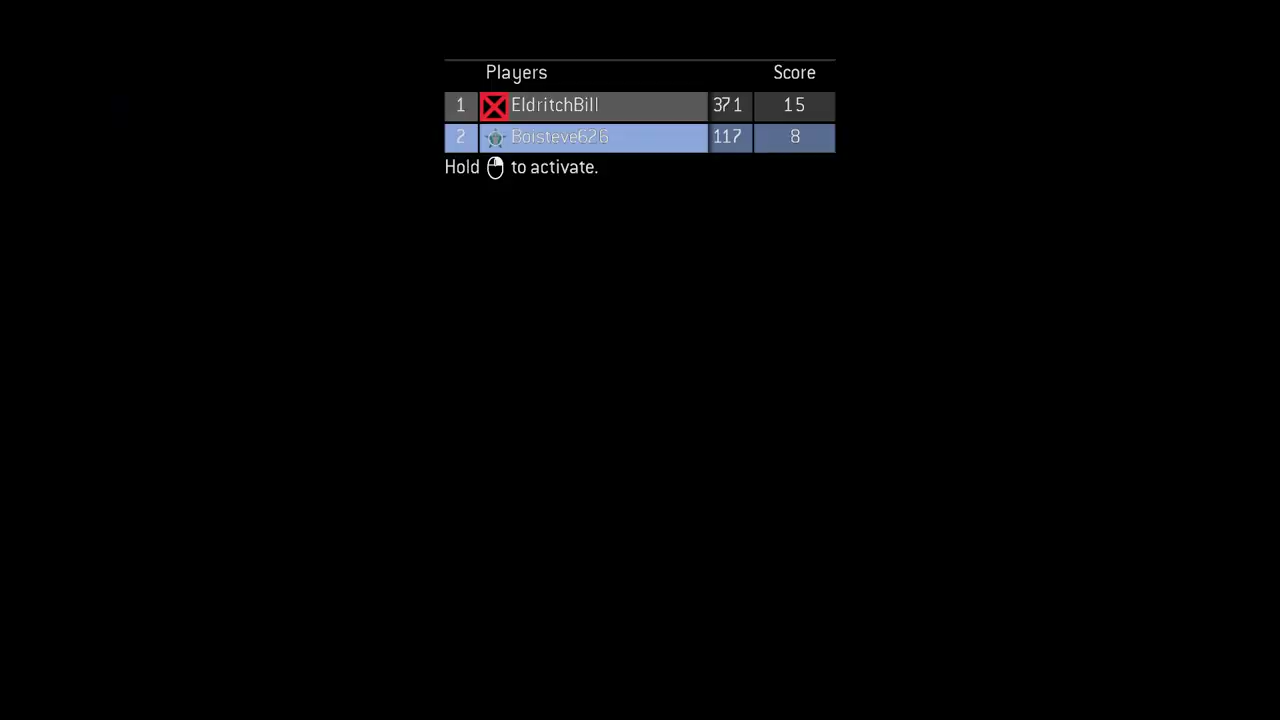 Players Score
1 EldritchBill 371 15
2 Boisteve626 117 8
Hold to activate.